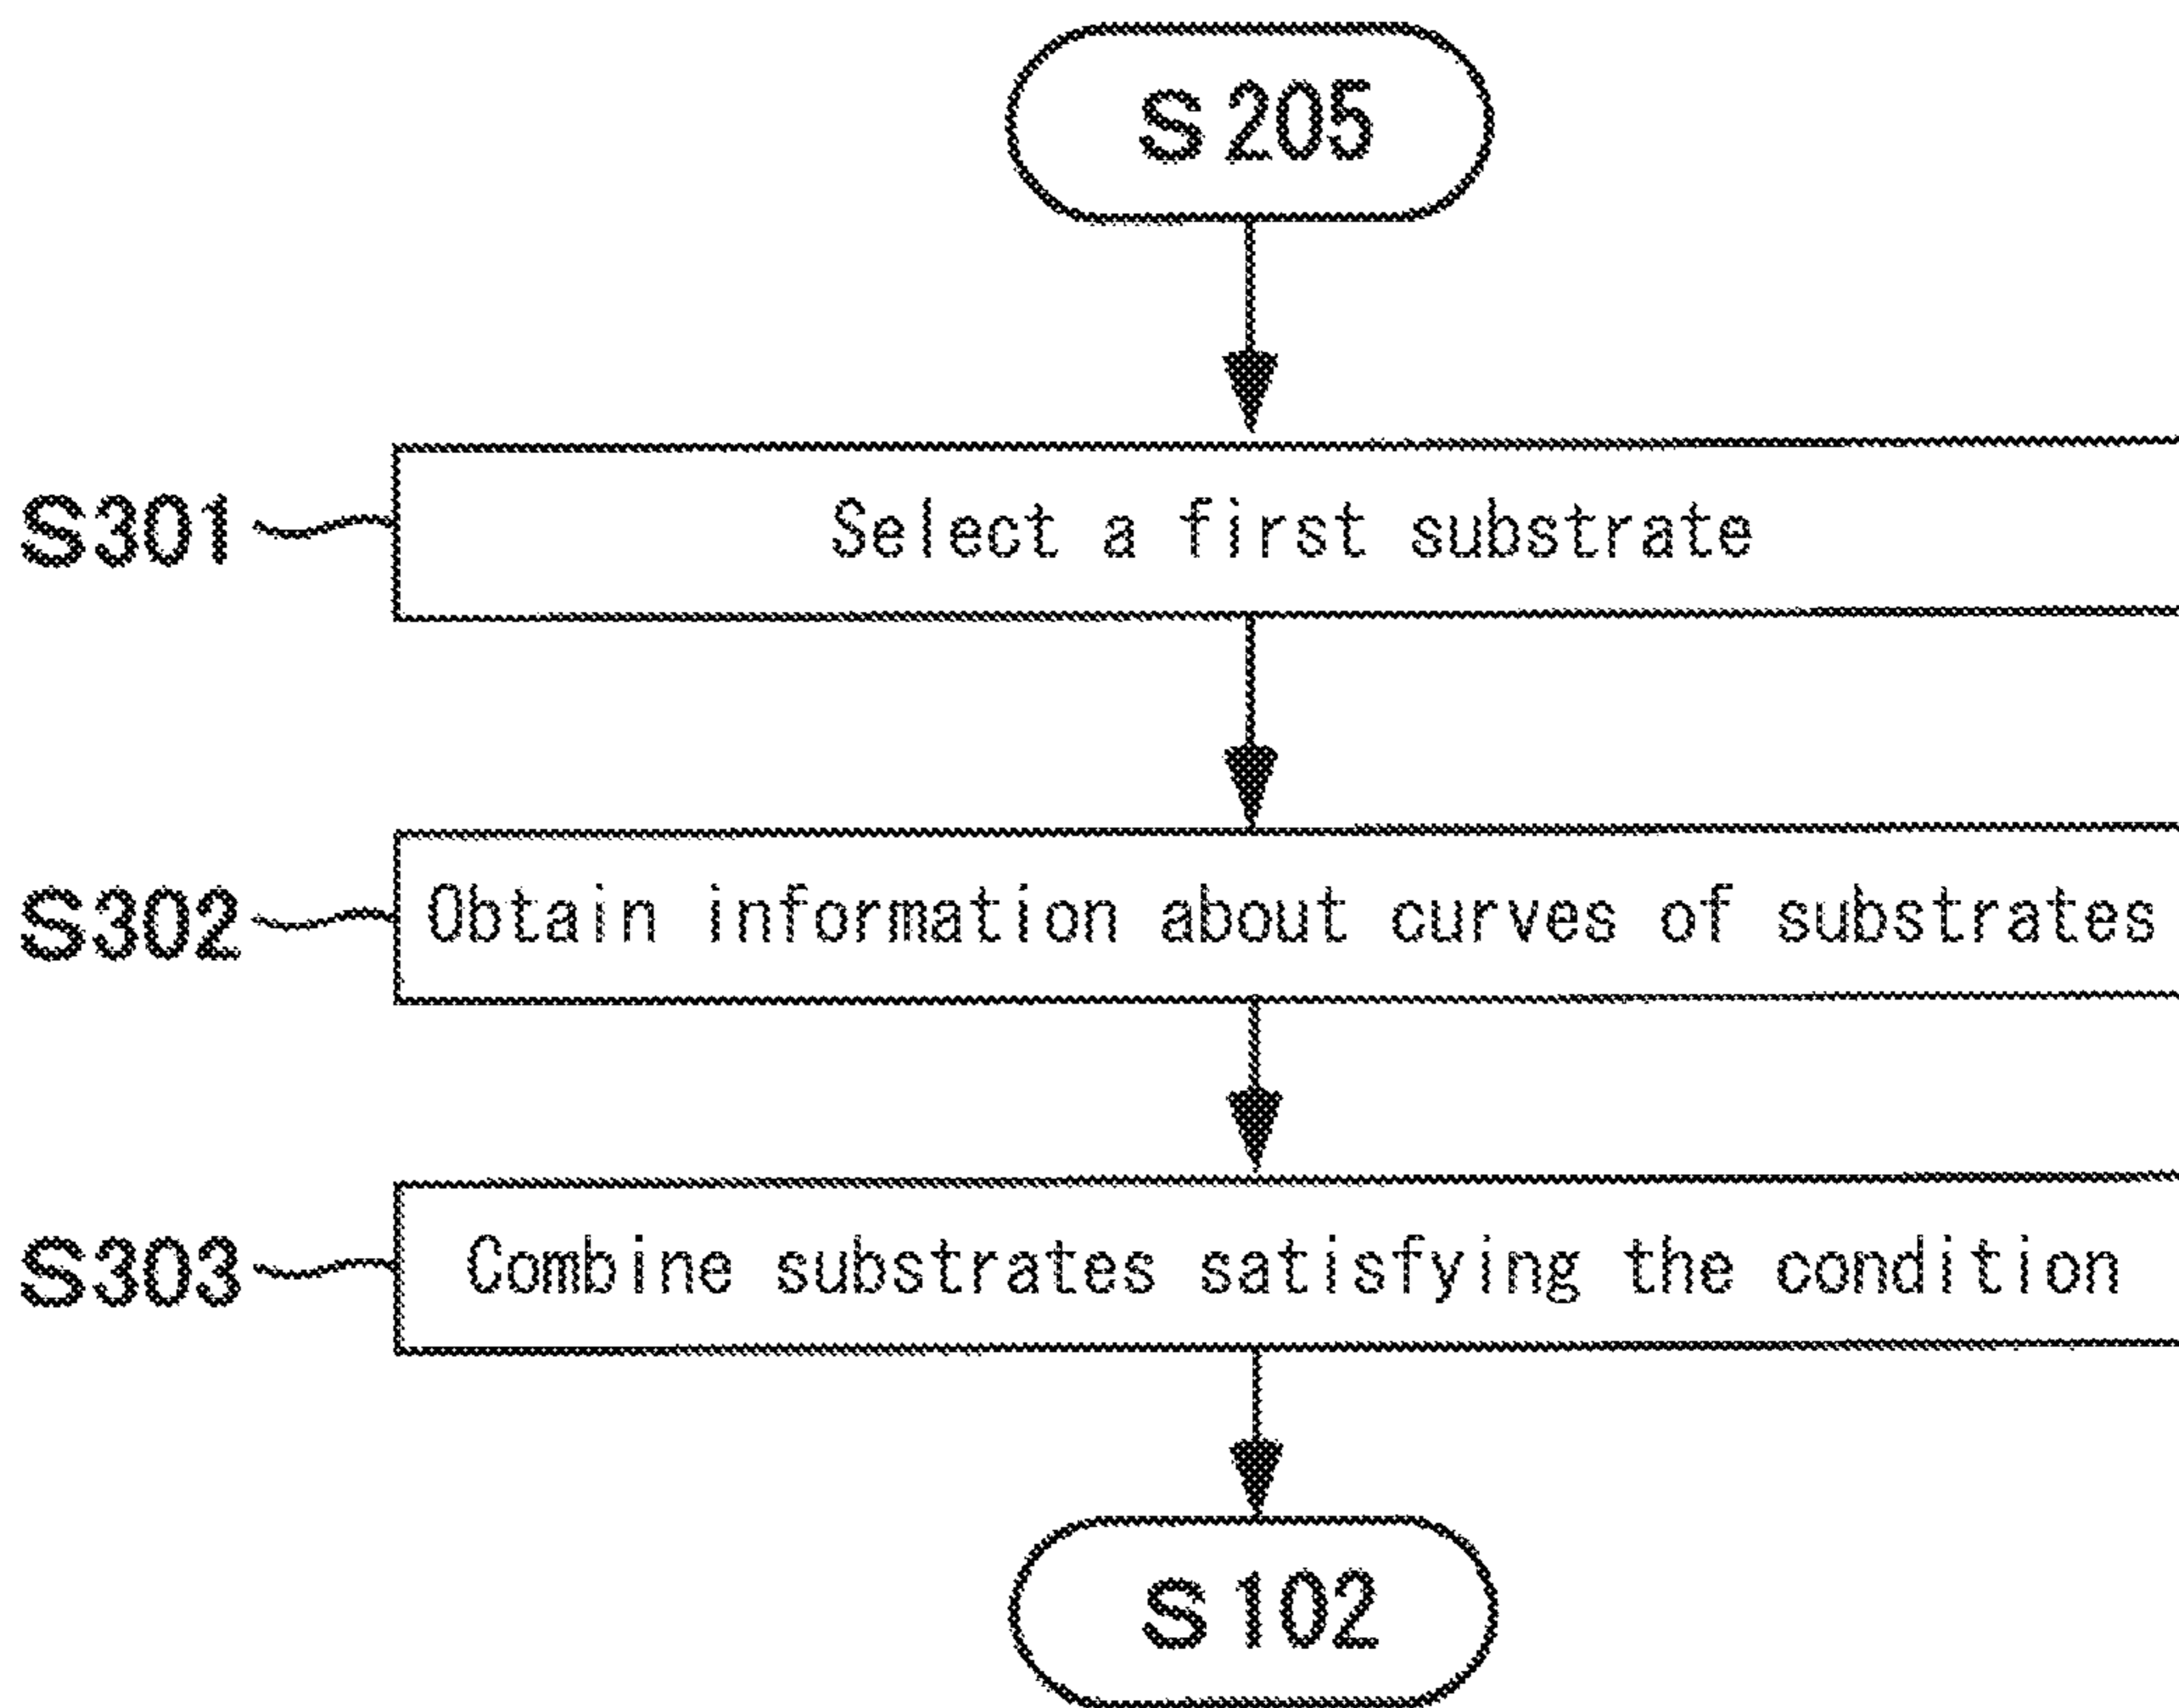 S205
S301 Select a first substrate
S302 Obtain information about curves of substrates
S303 Combine substrates satisfying the condition
S102